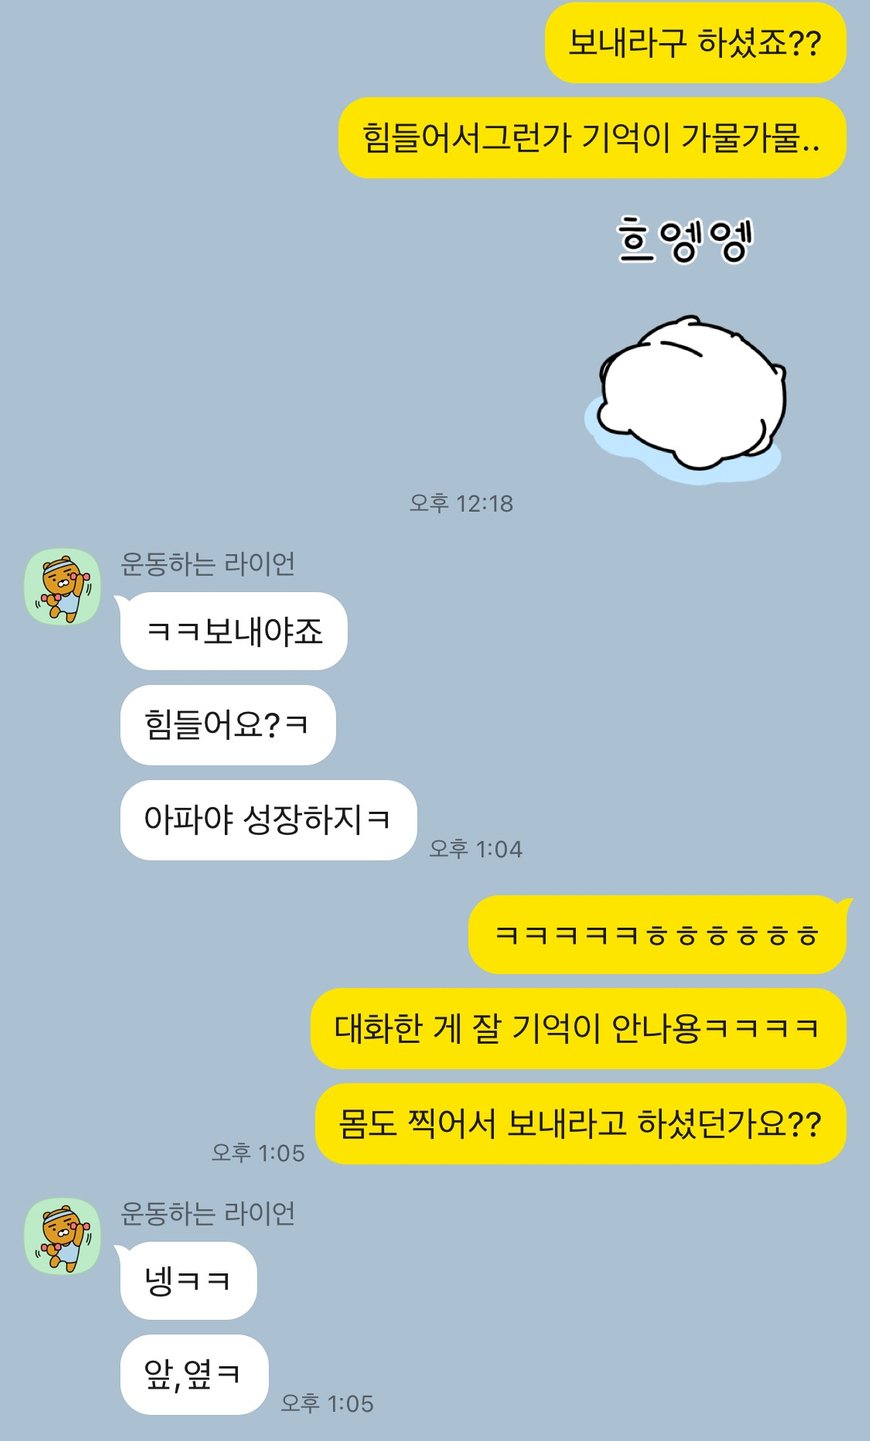 보내라구 하셨죠??
힘들어서그런가 기억이 가물가물..
흐엥엥
오후 12:18
운동하는 라이언
ㅋㅋ보내야죠
힘들어요?ㅋ
아파야 성장하지ㅋ
오후 1:04
ㅋㅋㅋㅋㅋㅎㅎㅎㅎㅎㅎ
대화한 게 잘 기억이 안나용ㅋㅋㅋㅋ
몸도 찍어서 보내라고 하셨던가요??
오후 1:05
운동하는 라이언
넹ㅋㅋ
앞,옆ㅋ
오후 1:05